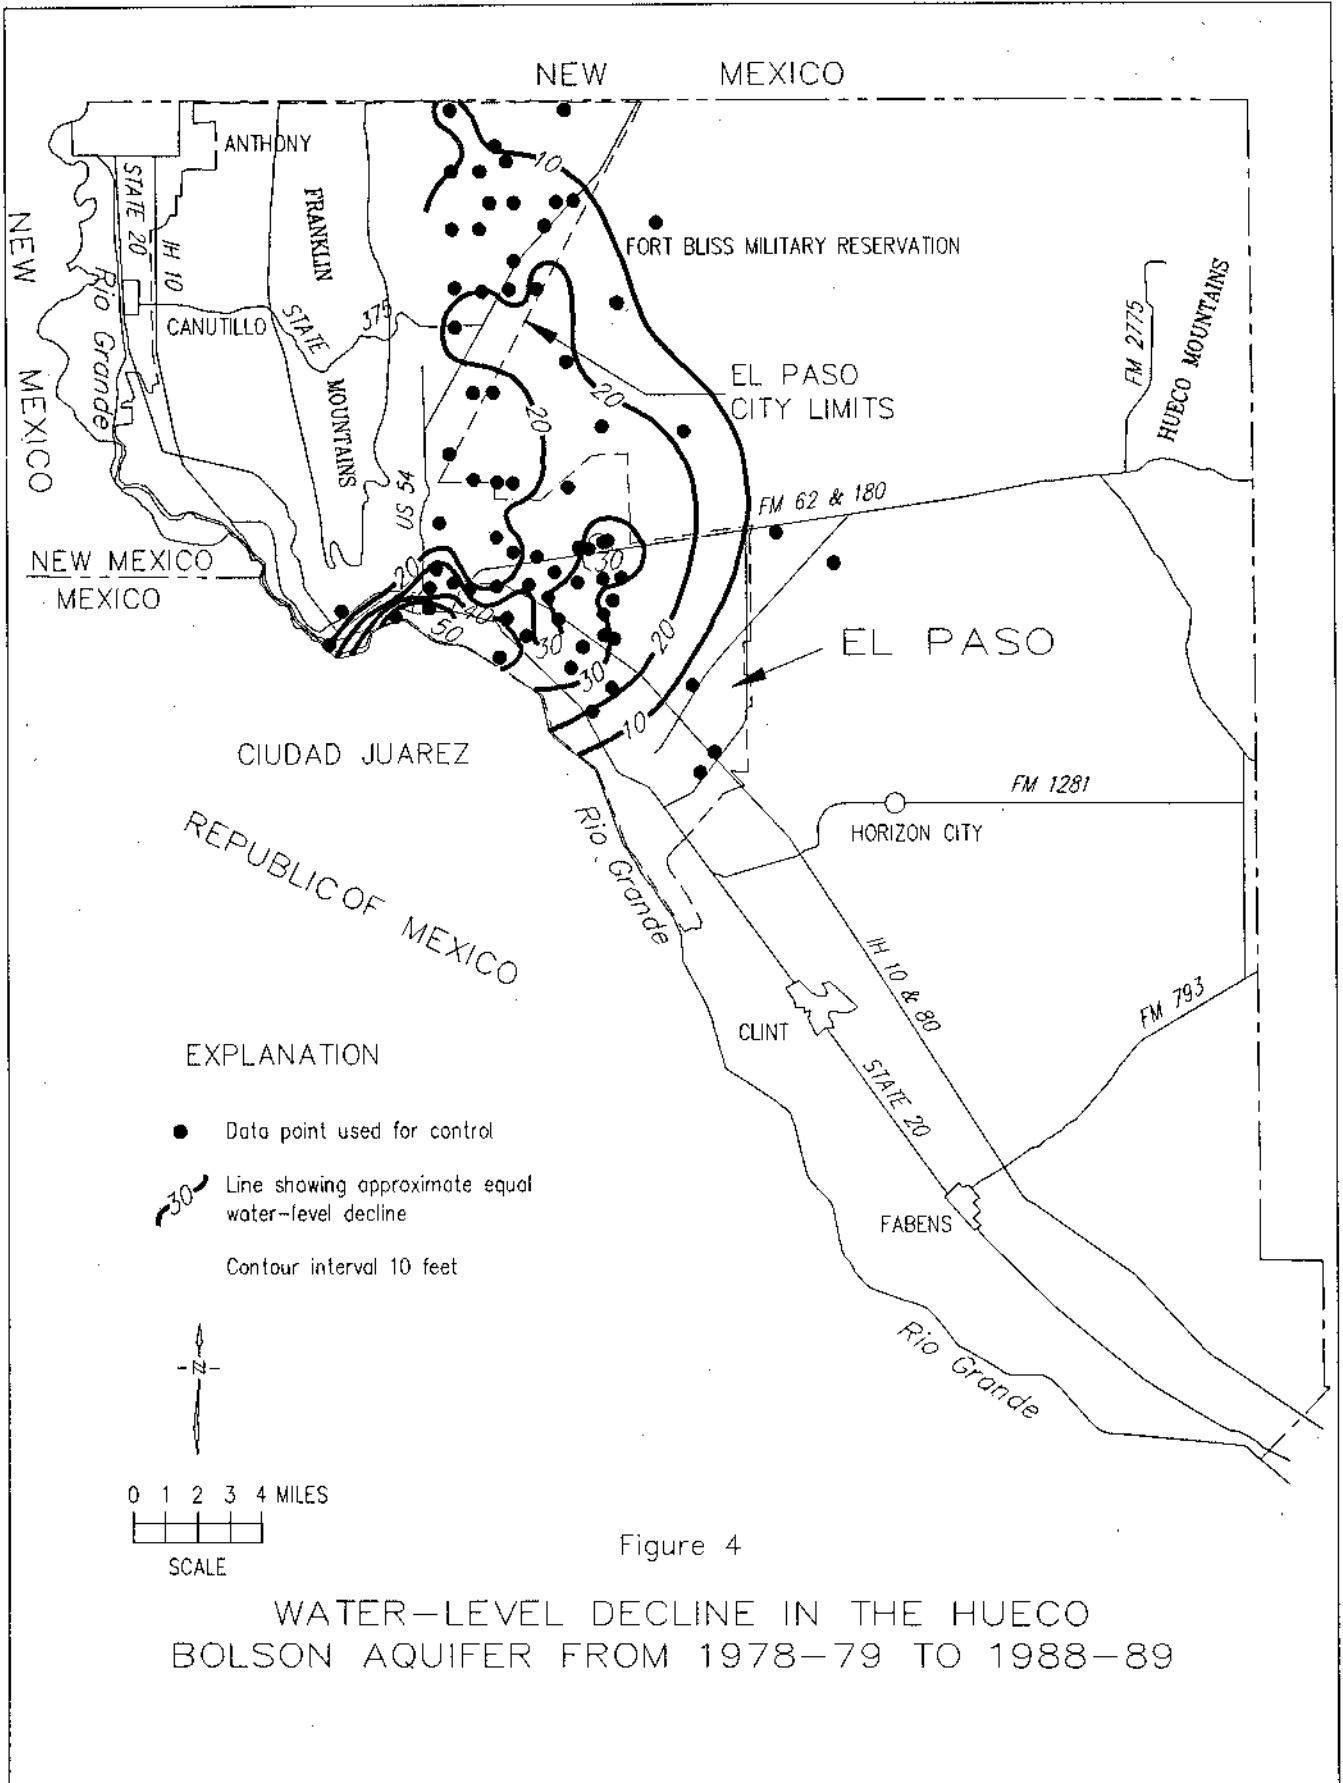 NEW MEXICO
ANTHONY
STATE 20
IH 10
FRANKLIN
MOUNTAINS
NEW
MEXICO
Rio Grande
CANUTILLO
STATE
375
10
FORT BLISS MILITARY RESERVATION
FM 2775
HUECO MOUNTAINS
EL PASO
CITY LIMITS
20
20
US 54
FM 62 & 180
NEW MEXICO
MEXICO
20
30
40
50
30
20
30
10
EL PASO
CIUDAD JUAREZ
REPUBLIC OF MEXICO
Rio Grande
FM 1281
HORIZON CITY
IH 10 & 80
FM 793
CLINT
STATE 20
FABENS
Rio Grande
EXPLANATION
Data point used for control
30
Line showing approximate equal
water-level decline
Contour interval 10 feet
N
0 1 2 3 4 MILES
SCALE
Figure 4
WATER-LEVEL DECLINE IN THE HUECO
BOLSON AQUIFER FROM 1978-79 TO 1988-89